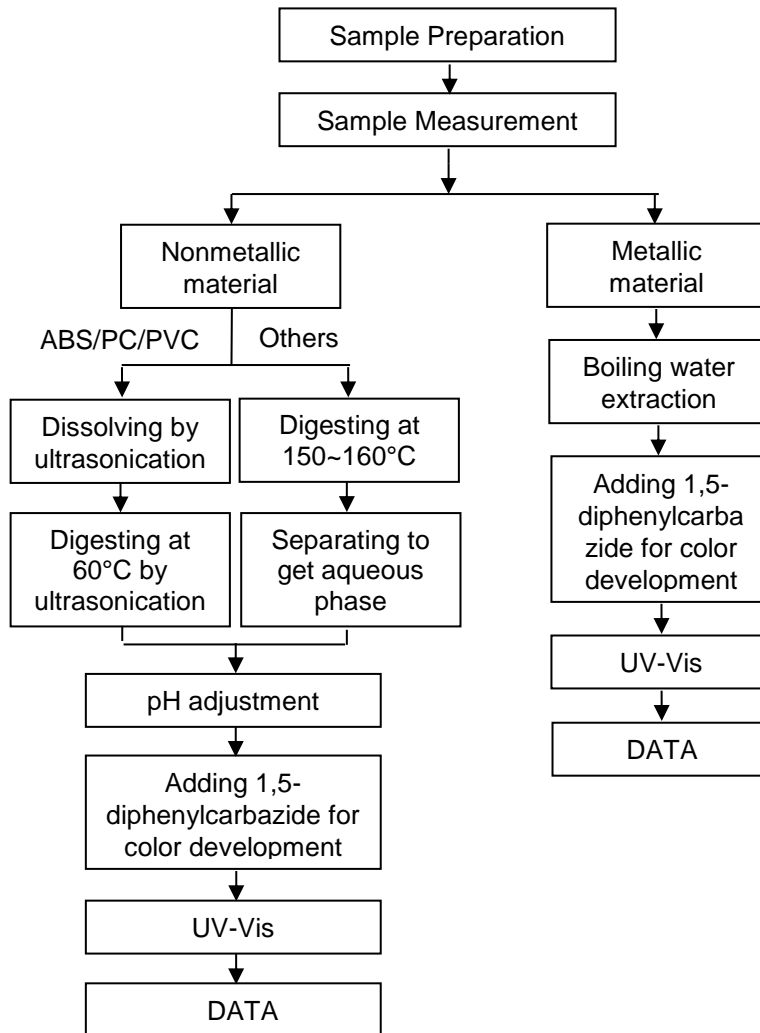 Sample Preparation
Sample Measurement
Nonmetallic
material
Metallic
material
ABS/PC/PVC
Others
Dissolving by
ultrasonication
Digesting at
150~160°C
Boiling water
extraction
Digesting at
60°C by
ultrasonication
Separating to
get aqueous
phase
Adding 1,5-
diphenylcarba
zide for color
development
pH adjustment
UV-Vis
DATA
Adding 1,5-
diphenylcarbazide for
color development
UV-Vis
DATA